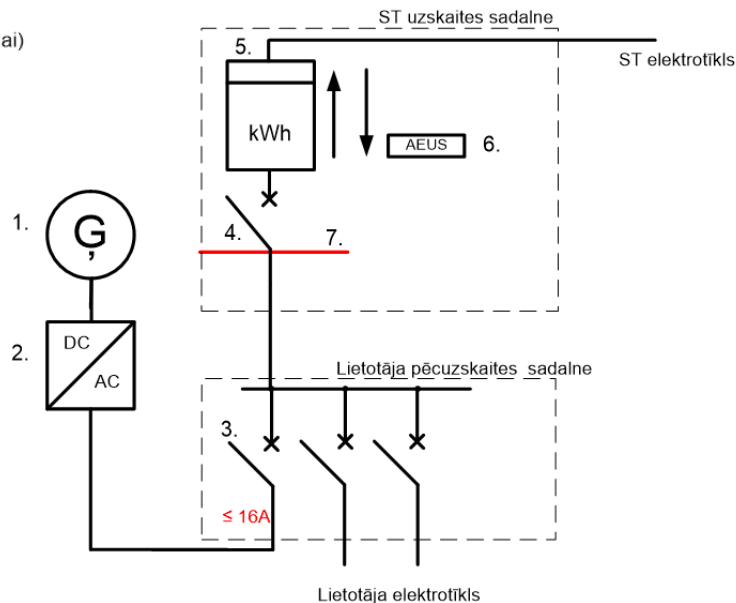 ai)
ST uzskaites sadalne
ST elektrotīkls
5.
kWh
AEUS
6.
1.
Ģ
4.
7.
2.
DC
AC
Lietotāja pēcuzskaites sadalne
3.
≤ 16A
Lietotāja elektrotīkls